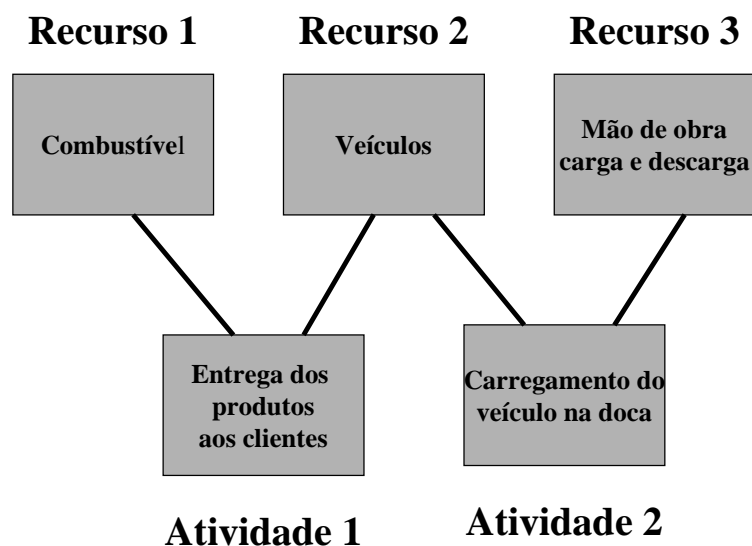 Recurso 1
Recurso 2
Recurso 3
Combustível
Veículos
Mão de obra
carga e descarga
Entrega dos
produtos
aos clientes
Carregamento do
veículo na doca
Atividade 1
Atividade 2